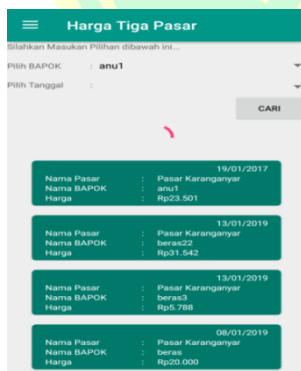 Harga Tiga Pasar
Silahkan Masukan Pilihan dibawah ini...
Pilih BAPOK : anu1
Pilih Tanggal :
CARI
19/01/2017
Nama Pasar : Pasar Karanganyar
Nama BAPOK : anu1
Harga : Rp23.501
13/01/2019
Nama Pasar : Pasar Karanganyar
Nama BAPOK : beras22
Harga : Rp31.542
13/01/2019
Nama Pasar : Pasar Karanganyar
Nama BAPOK : beras3
Harga : Rp5.788
08/01/2019
Nama Pasar : Pasar Karanganyar
Nama BAPOK : beras
Harga : Rp20.000